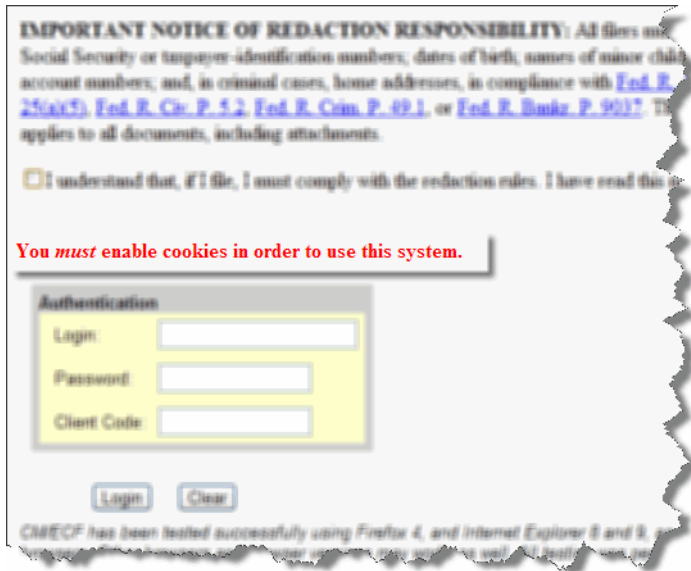 IMPORTANT NOTICE OF REDACTION RESPONSIBILITY: All filers
Social Security or taxpayer-identification numbers; dates of birth; names of minor
account numbers; and, in criminal cases, home addresses, in compliance with Fed. R.
25(a)(5), Fed. R. Civ. P. 5.2, Fed. R. Crim. P. 49.1, or Fed. R. Bankr. P. 9037.
applies to all documents, including attachments.
I understand that, if I file, I must comply with the redaction rules. I have read this
You must enable cookies in order to use this system.
Authentication
Login:
Password:
Client Code:
Login Clear
CM/ECF has been tested successfully using Firefox 4, and Internet Explorer 8 and 9,